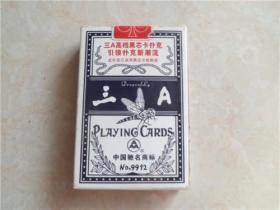 三A高档黑芯卡扑克
引领扑克新潮流
Dragonfly
三 A
PLAYING CARDS
中国驰名商标
No.9912